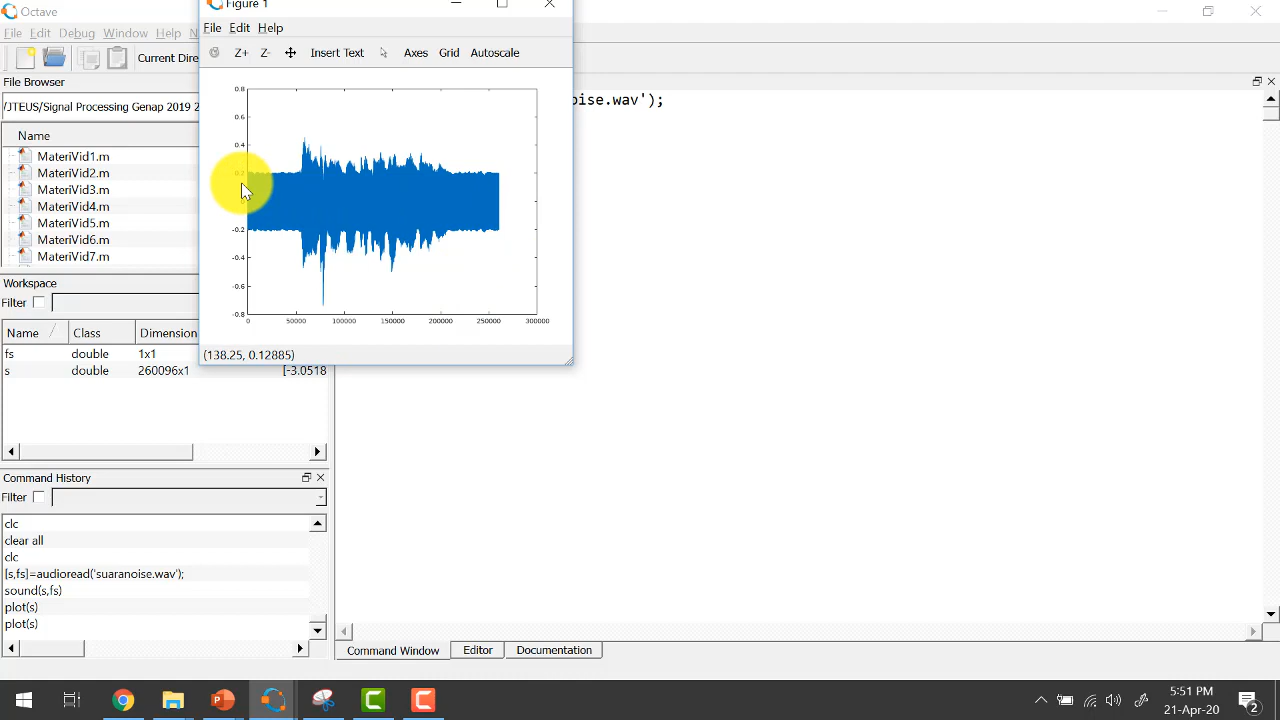 Octave
Figure 1
File Edit Debug Window Help N
File Edit Help
Current Dire
Z+ Z- Insert Text Axes Grid Autoscale
File Browser
/JTEUS/Signal Processing Genap 2019 2
Name
MateriVid1.m
MateriVid2.m
MateriVid3.m
MateriVid4.m
MateriVid5.m
MateriVid6.m
MateriVid7.m
Workspace
Filter
Name Class Dimension
fs double 1x1
s double 260096x1 [-3.0518
Command History
Filter
clc
clear all
clc
[s,fs]=audioread('suaranoise.wav');
sound(s,fs)
plot(s)
plot(s)
0.8
0.6
0.4
0.2
0
-0.2
-0.4
-0.6
-0.8
0 50000 100000 150000 200000 250000 300000
(138.25, 0.12885)
oise.wav');
Command Window Editor Documentation
5:51 PM
21-Apr-20
2